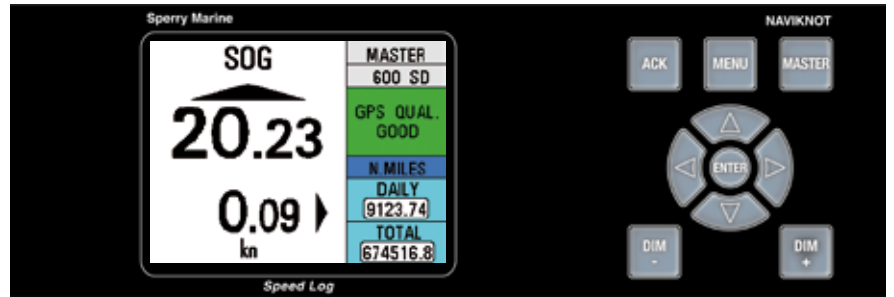 Sperry Marine
NAVIKNOT
SOG
20.23
0.09
kn
MASTER
600 SD
GPS QUAL.
GOOD
N.MILES
DAILY
9123.74
TOTAL
674516.8
Speed Log
ACK
MENU
MASTER
ENTER
DIM
-
DIM
+